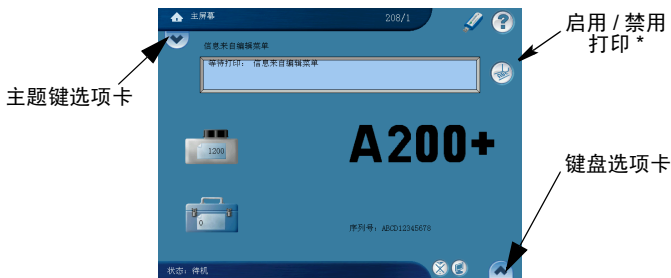 主屏幕
208/1
启用 / 禁用
打印 *
信息来自编辑菜单
等待打印： 信息来自编辑菜单
主题键选项卡
1200
A200+
键盘选项卡
0
序列号：ABCD12345678
状态：待机